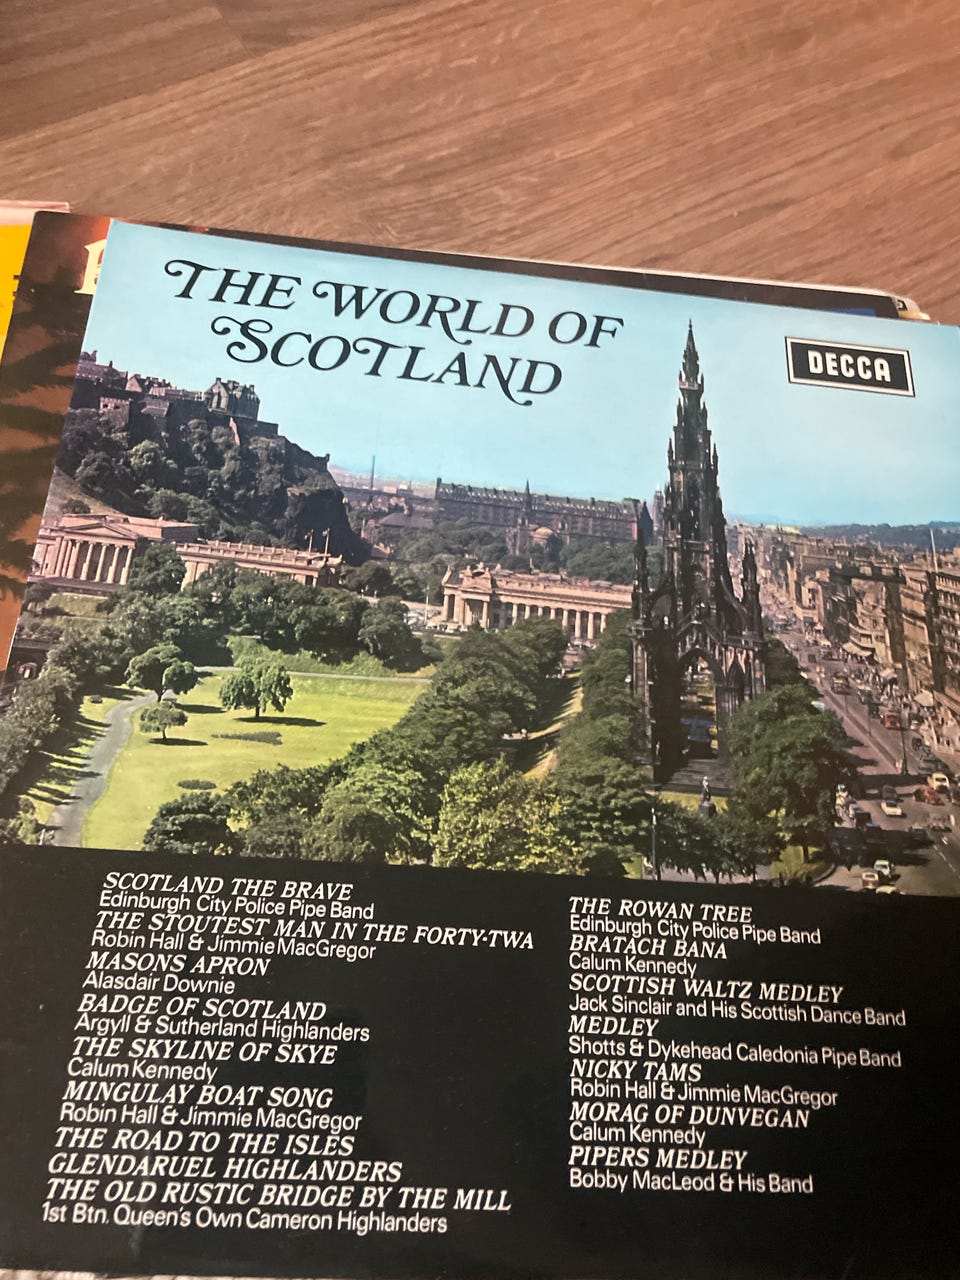 THE WORLD OF
SCOTLAND
DECCA
SCOTLAND THE BRAVE
Edinburgh City Police Pipe Band
THE STOUTEST MAN IN THE FORTY-TWA
Robin Hall & Jimmie MacGregor
MASONS APRON
Alasdair Downie
BADGE OF SCOTLAND
Argyll & Sutherland Highlanders
THE SKYLINE OF SKYE
Calum Kennedy
MINGULAY BOAT SONG
Robin Hall & Jimmie MacGregor
THE ROAD TO THE ISLES
GLENDARUEL HIGHLANDERS
THE OLD RUSTIC BRIDGE BY THE MILL
1st Btn. Queen's Own Cameron Highlanders
THE ROWAN TREE
Edinburgh City Police Pipe Band
BRATACH BANA
Calum Kennedy
SCOTTISH WALTZ MEDLEY
Jack Sinclair and His Scottish Dance Band
MEDLEY
Shotts & Dykehead Caledonia Pipe Band
NICKY TAMS
Robin Hall & Jimmie MacGregor
MORAG OF DUNVEGAN
Calum Kennedy
PIPERS MEDLEY
Bobby MacLeod & His Band